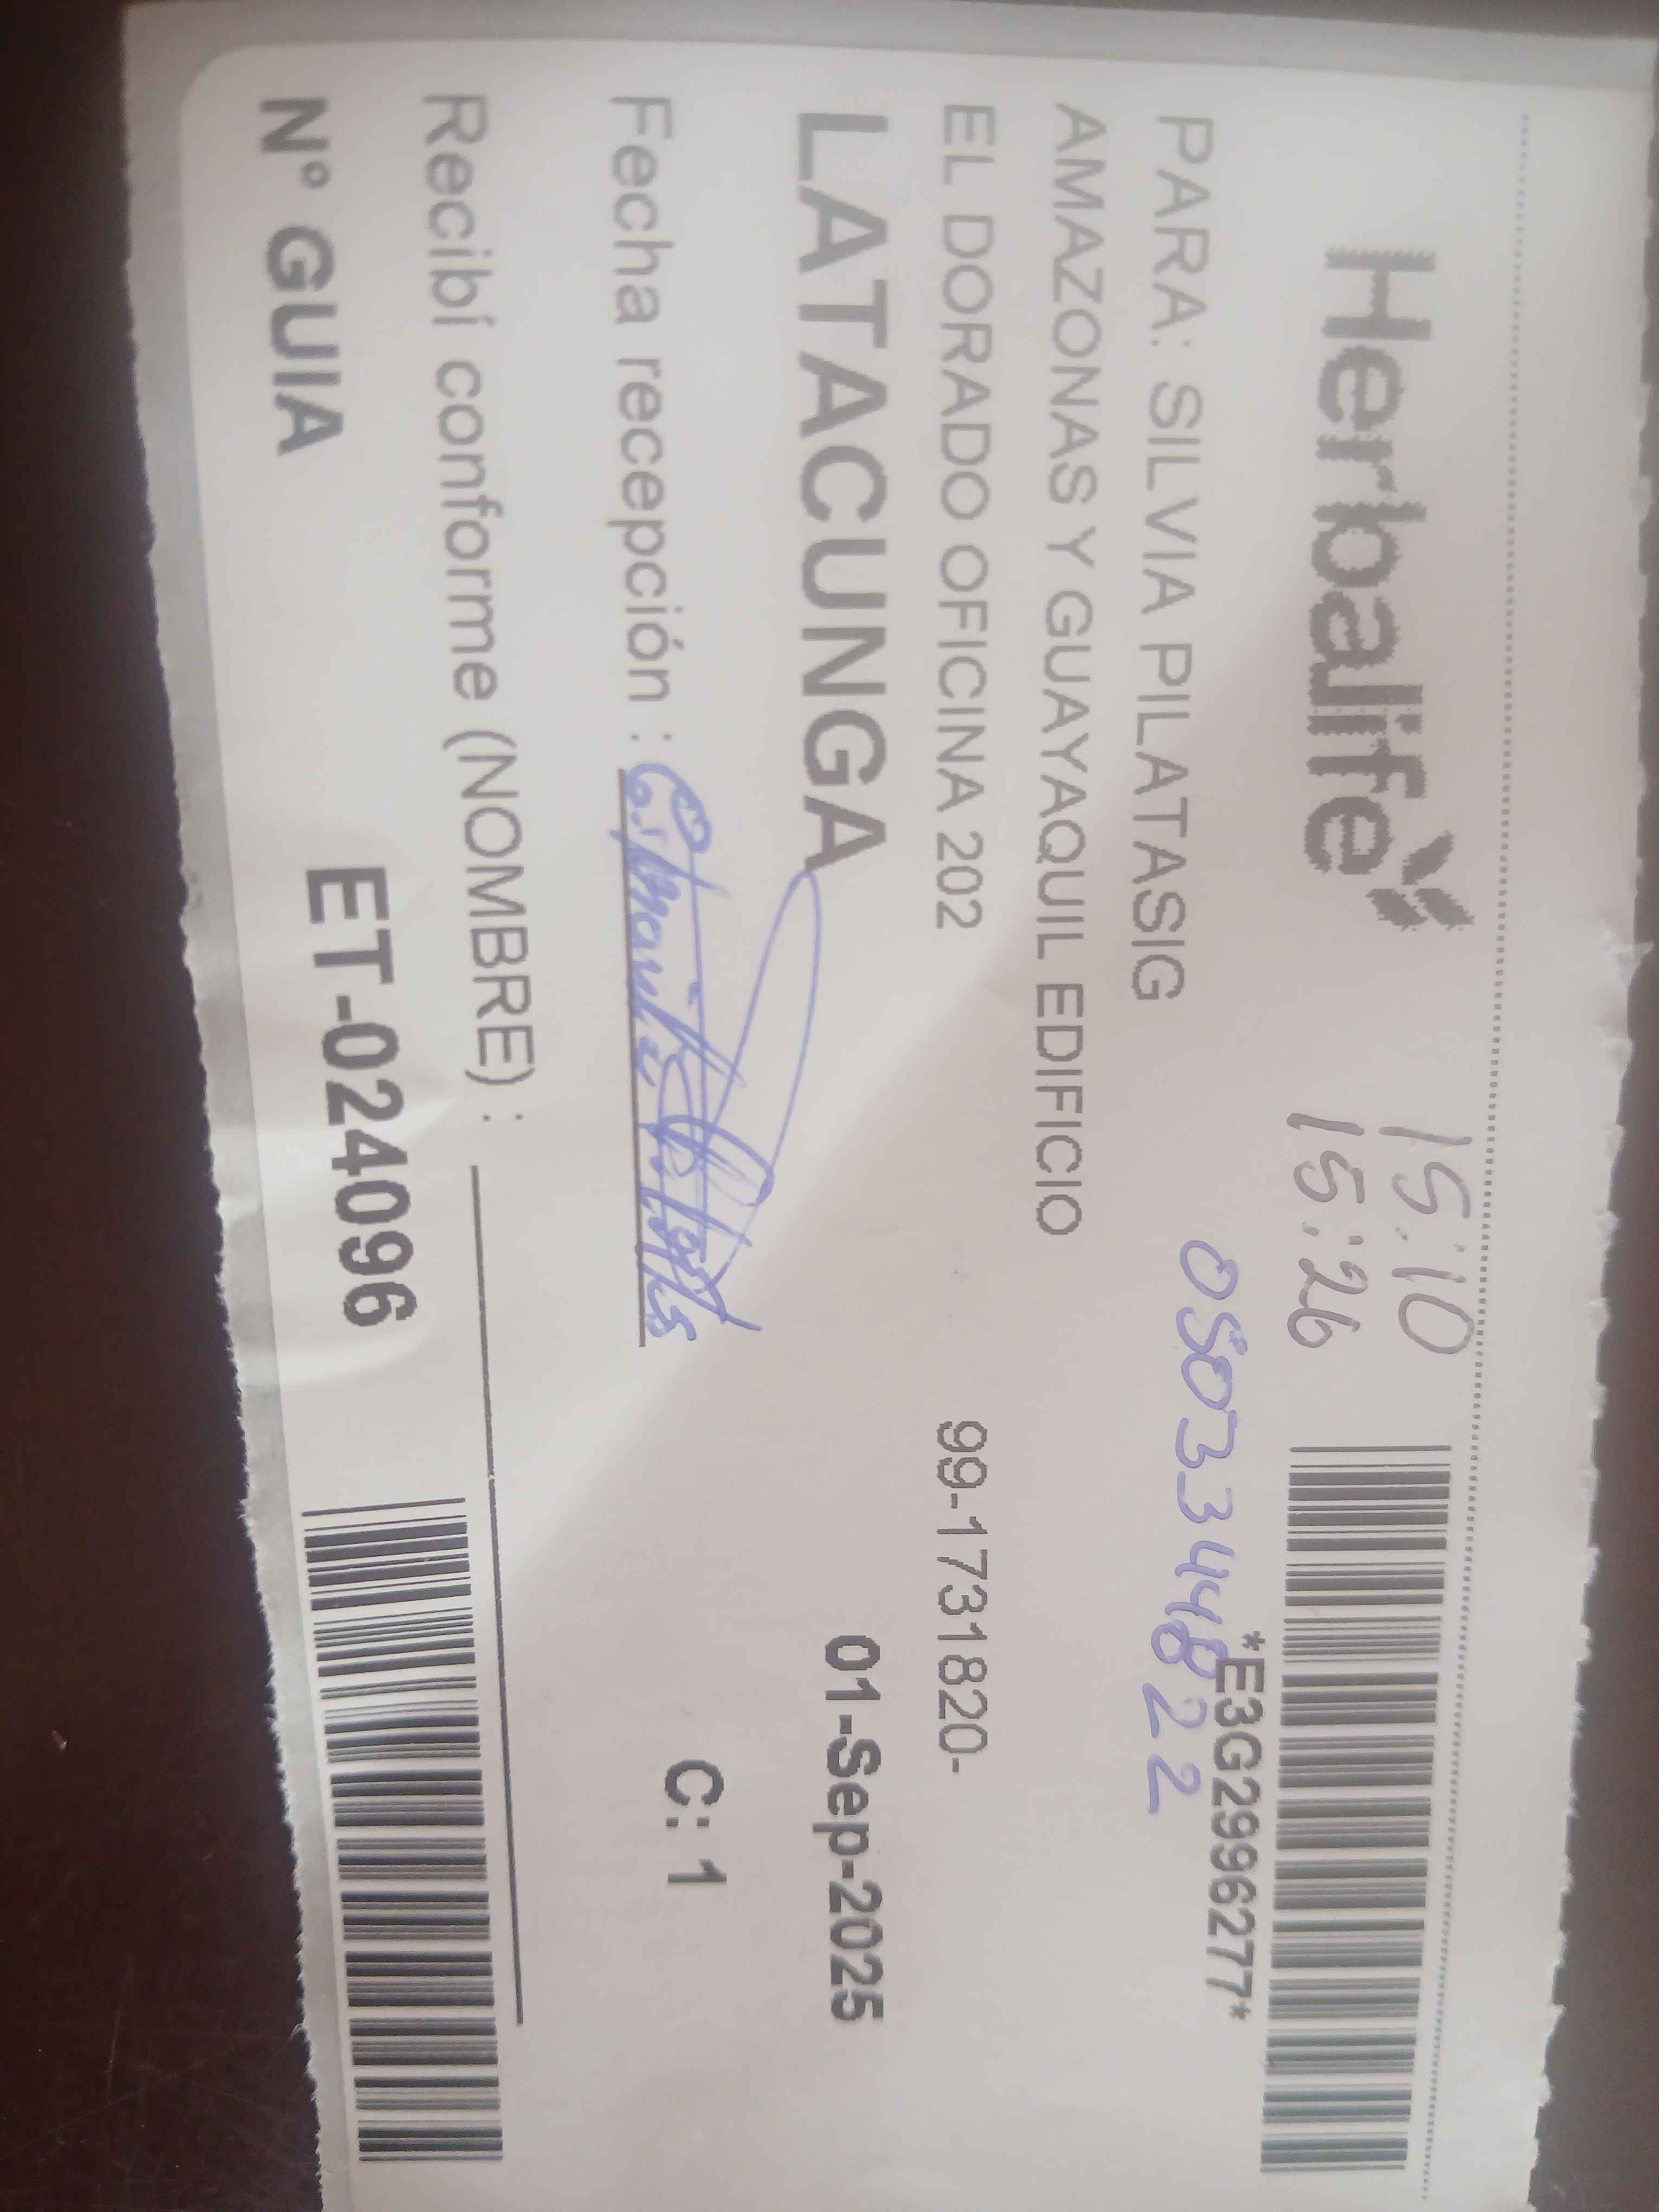 Herbalife
15:10
15:26
*E3G2996277*
0503344822
PARA: SILVIA PILATASIG
AMAZONAS Y GUAYAQUIL EDIFICIO
EL DORADO OFICINA 202
99-1731820-
LATACUNGA
01-Sep-2025
Fecha recepción :
C: 1
Recibí conforme (NOMBRE) :
N° GUIA
ET-024096